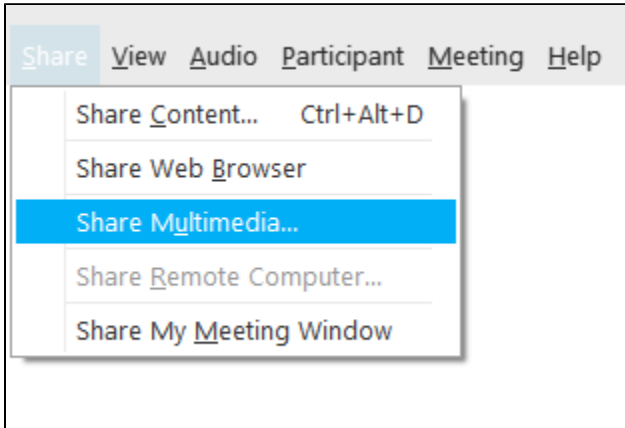 Share View Audio Participant Meeting Help
Share Content... Ctrl+Alt+D
Share Web Browser
Share Multimedia...
Share Remote Computer...
Share My Meeting Window